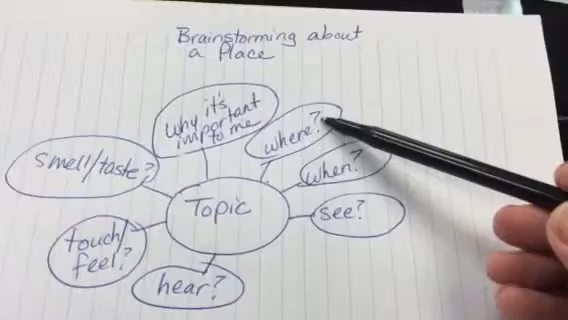 Brainstorming about
a Place
why it's
important
to me
where?
smell/taste?
when?
Topic
see?
touch/
feel?
hear?